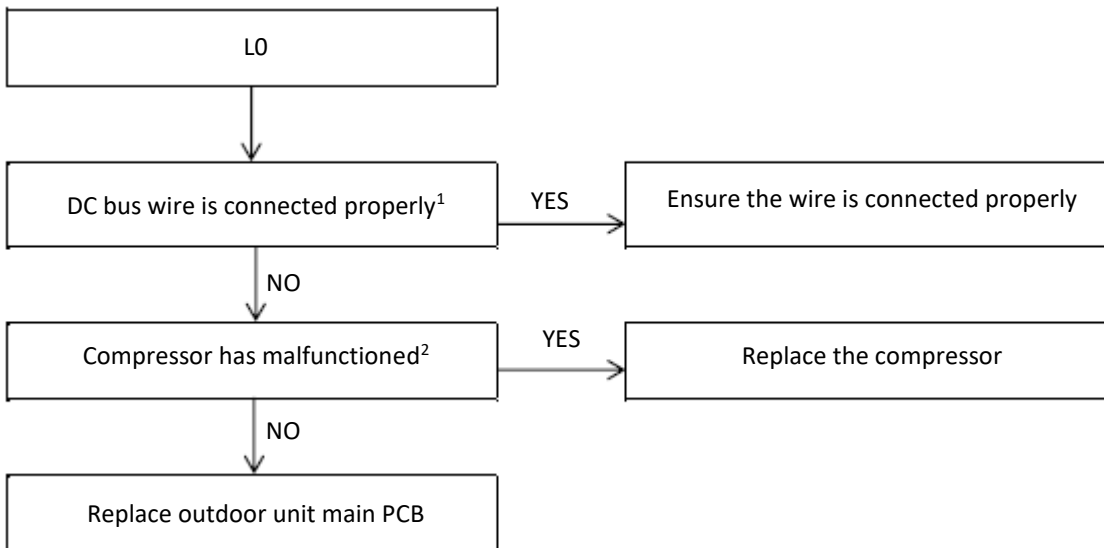 L0
DC bus wire is connected properly¹
YES
Ensure the wire is connected properly
NO
Compressor has malfunctioned²
YES
Replace the compressor
NO
Replace outdoor unit main PCB